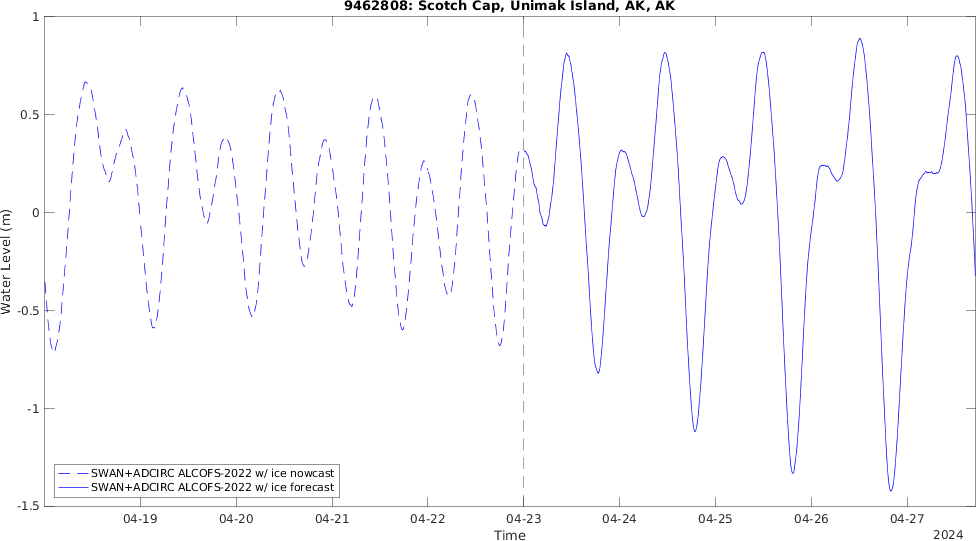 9462808: Scotch Cap, Unimak Island, AK, AK
Water Level (m)
1
0.5
0
-0.5
-1
-1.5
SWAN+ADCIRC ALCOFS-2022 w/ ice nowcast
SWAN+ADCIRC ALCOFS-2022 w/ ice forecast
04-19 04-20 04-21 04-22 04-23 04-24 04-25 04-26 04-27
Time
2024